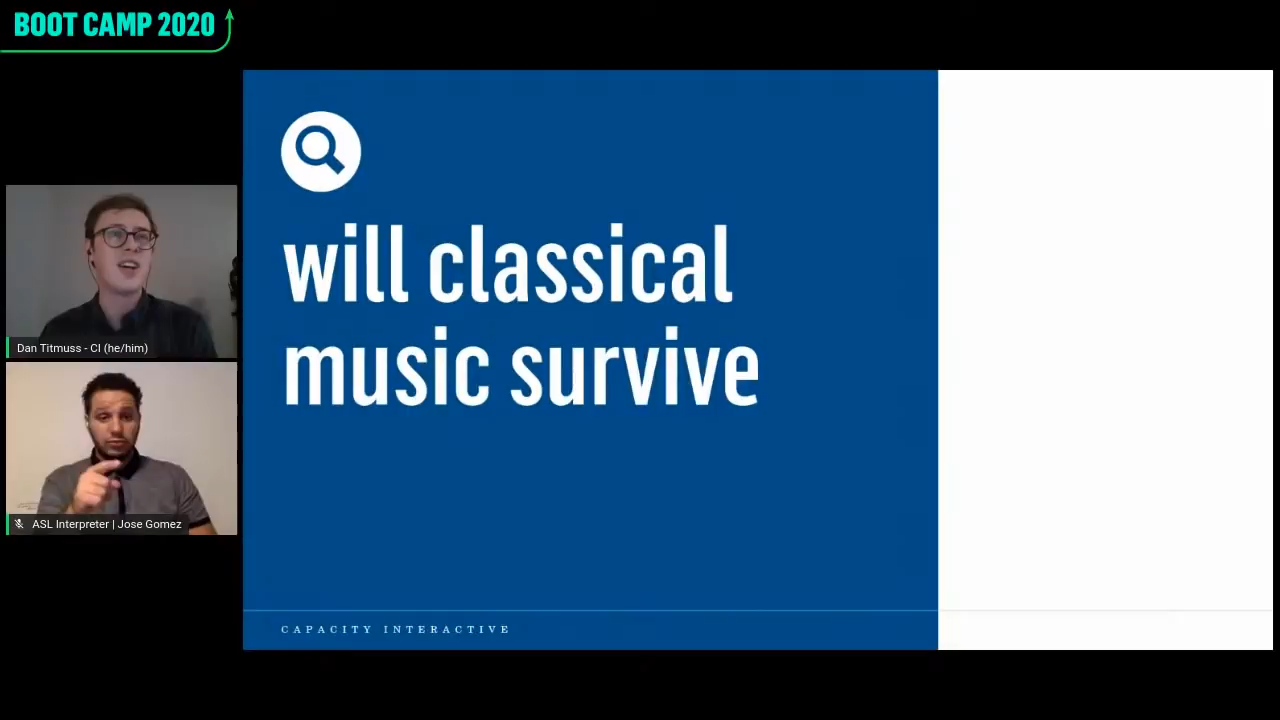 BOOT CAMP 2020
Dan Titmuss - CI (he/him)
ASL Interpreter | Jose Gomez
will classical
music survive
CAPACITY INTERACTIVE